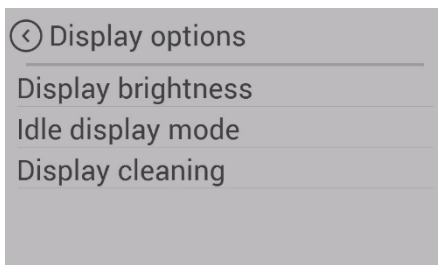 Display options
Display brightness
Idle display mode
Display cleaning